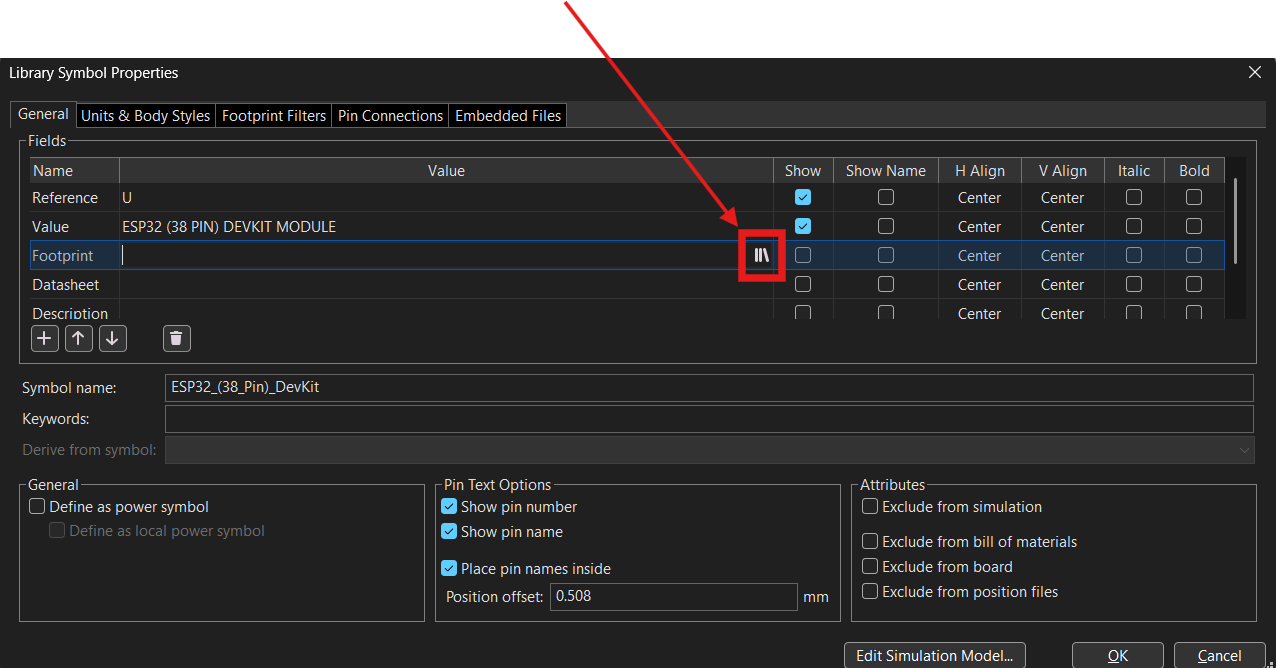 Library Symbol Properties
General Units & Body Styles Footprint Filters Pin Connections Embedded Files
Fields
Name Value Show Show Name H Align V Align Italic Bold
Reference U Center Center
Value ESP32 (38 PIN) DEVKIT MODULE Center Center
Footprint Center Center
Datasheet Center Center
Description Center Center
Symbol name: ESP32_(38_Pin)_DevKit
Keywords:
Derive from symbol:
General
Define as power symbol
Define as local power symbol
Pin Text Options
Show pin number
Show pin name
Place pin names inside
Position offset: 0.508 mm
Attributes
Exclude from simulation
Exclude from bill of materials
Exclude from board
Exclude from position files
Edit Simulation Model... OK Cancel